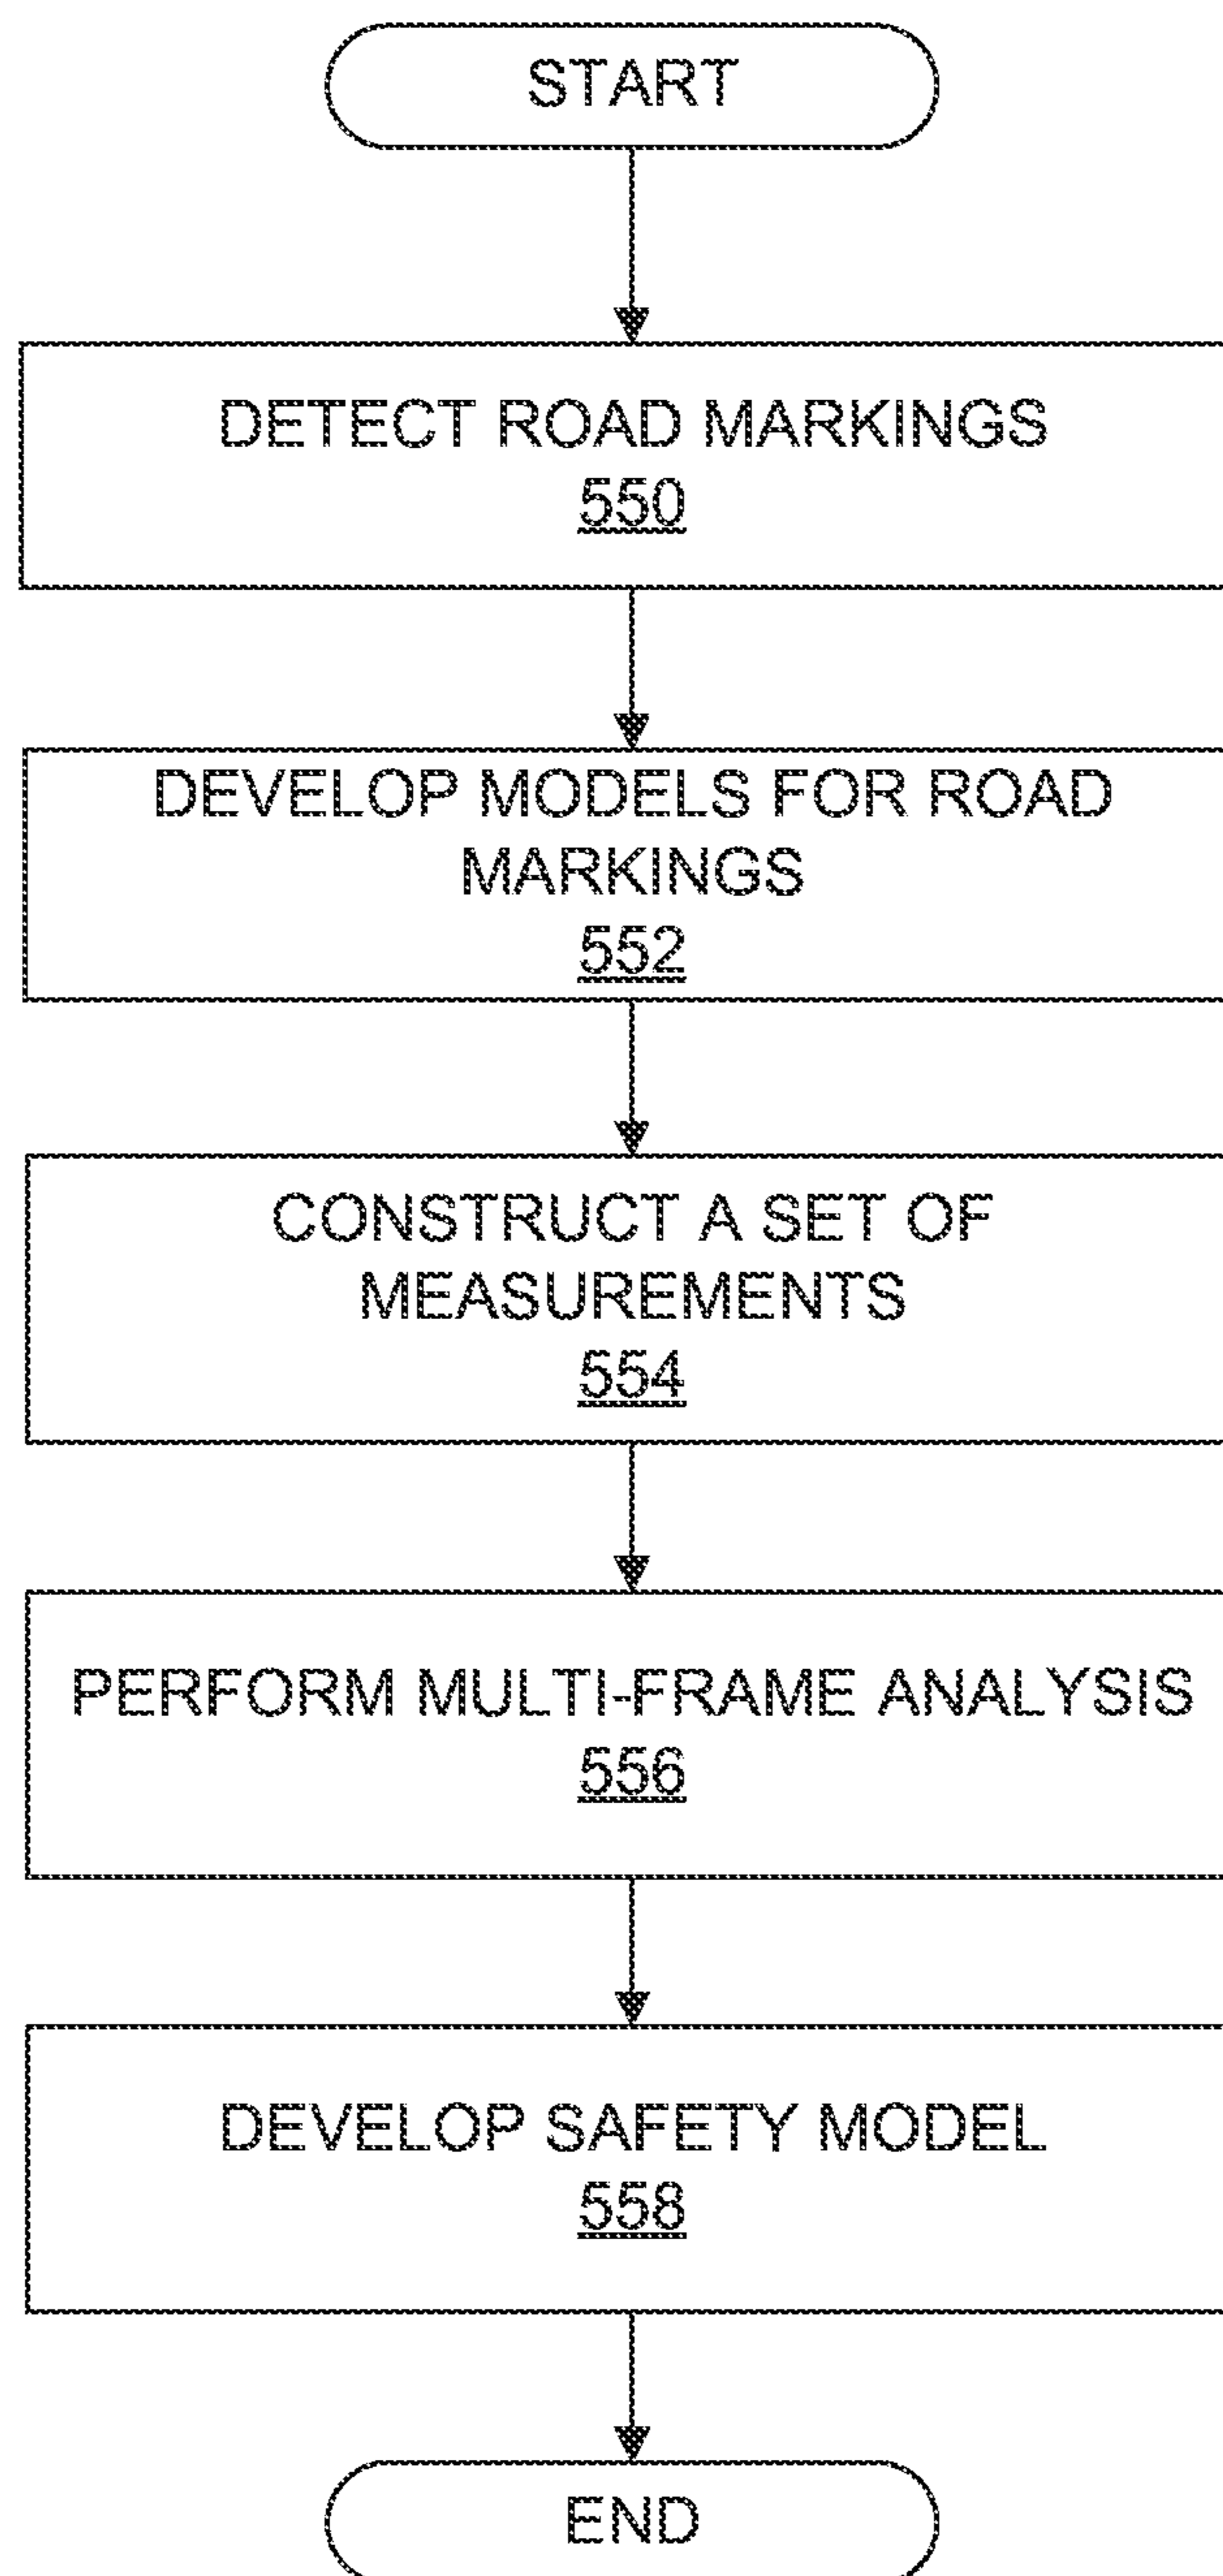 START
DETECT ROAD MARKINGS
550
DEVELOP MODELS FOR ROAD
MARKINGS
552
CONSTRUCT A SET OF
MEASUREMENTS
554
PERFORM MULTI-FRAME ANALYSIS
556
DEVELOP SAFETY MODEL
558
END